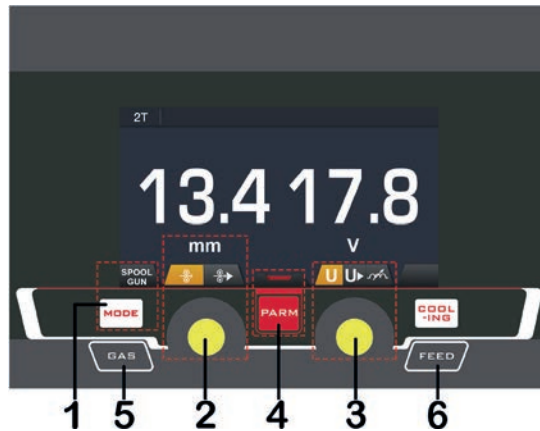 2T
13.4 17.8
mm V
SPOOL
GUN
U U
MODE
PARM
COOL
-ING
GAS
FEED
1 5 2 4 3 6